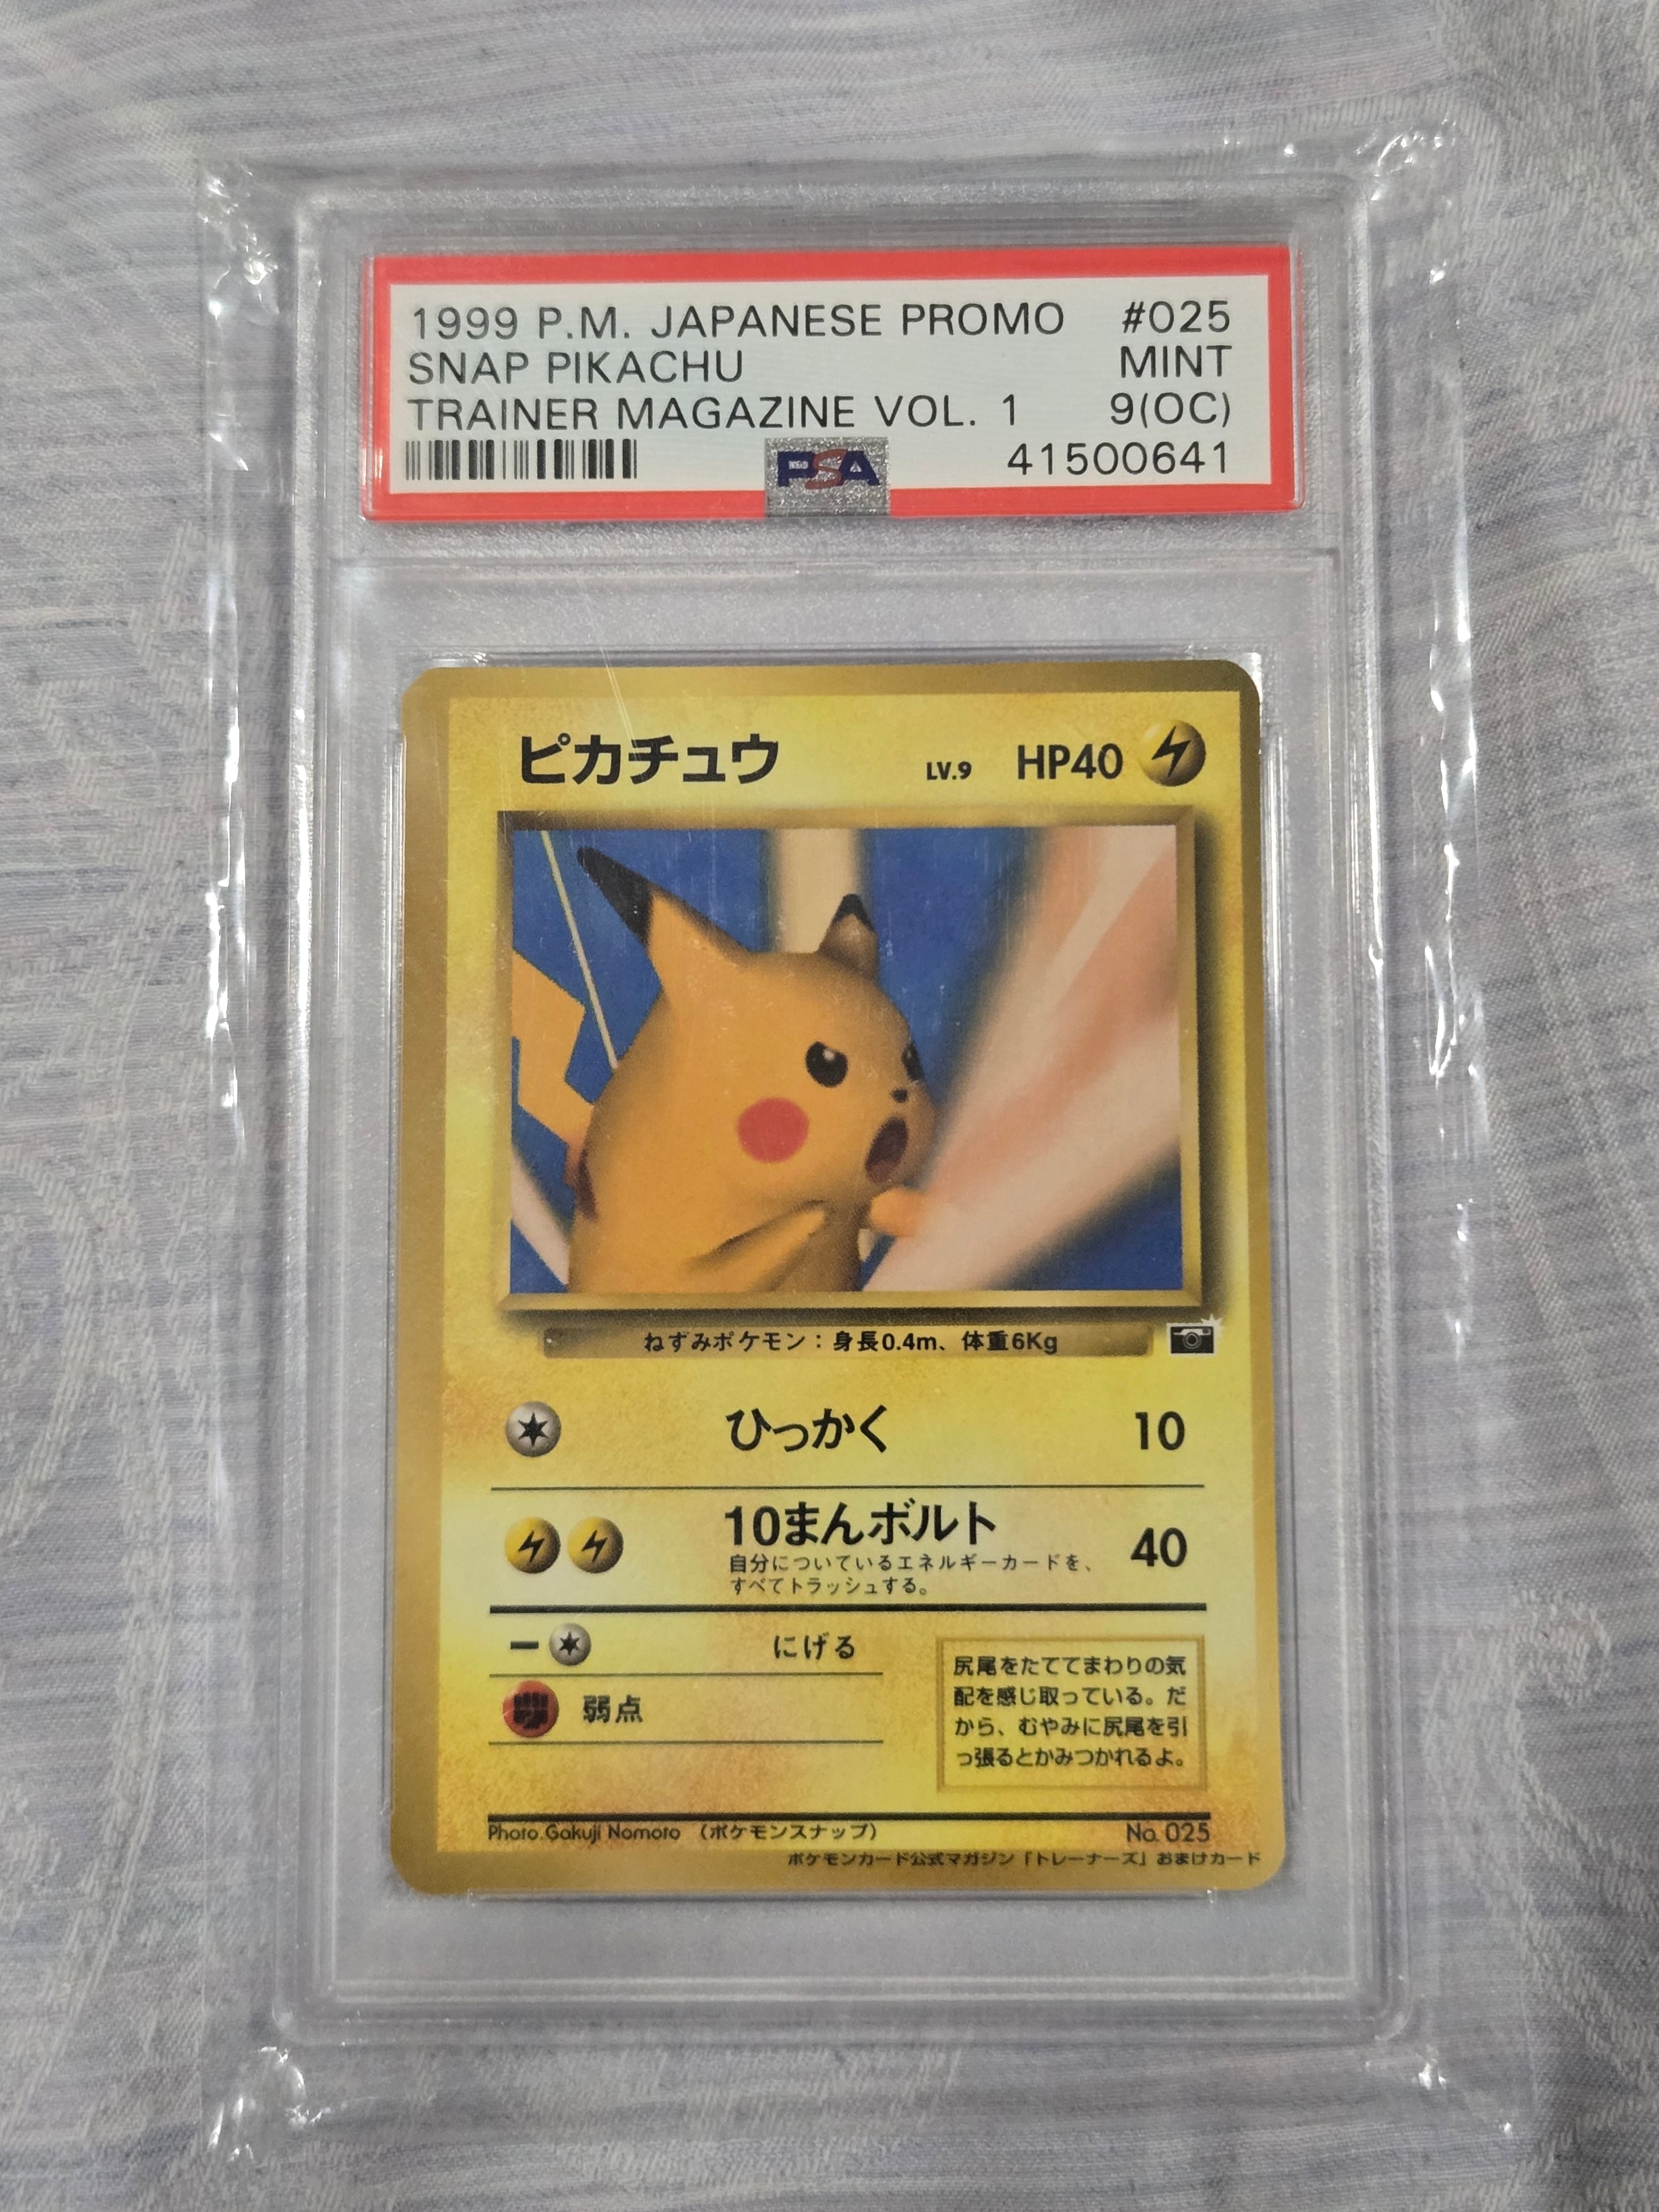 1999 P.M. JAPANESE PROMO #025
SNAP PIKACHU MINT
TRAINER MAGAZINE VOL. 1 9(OC)
PSA 41500641
ピカチュウ LV.9 HP40
ねずみポケモン：身長0.4m、体重6Kg
ひっかく 10
10まんボルト 40
自分についているエネルギーカードを、
すべてトラッシュする。
にげる
弱点
尻尾をたててまわりの気
配を感じ取っている。だ
から、むやみに尻尾を引
っ張るとかみつかれるよ。
Photo.Gakuji Nomoto （ポケモンスナップ） No. 025
ポケモンカード公式マガジン「トレーナーズ」おまけカード